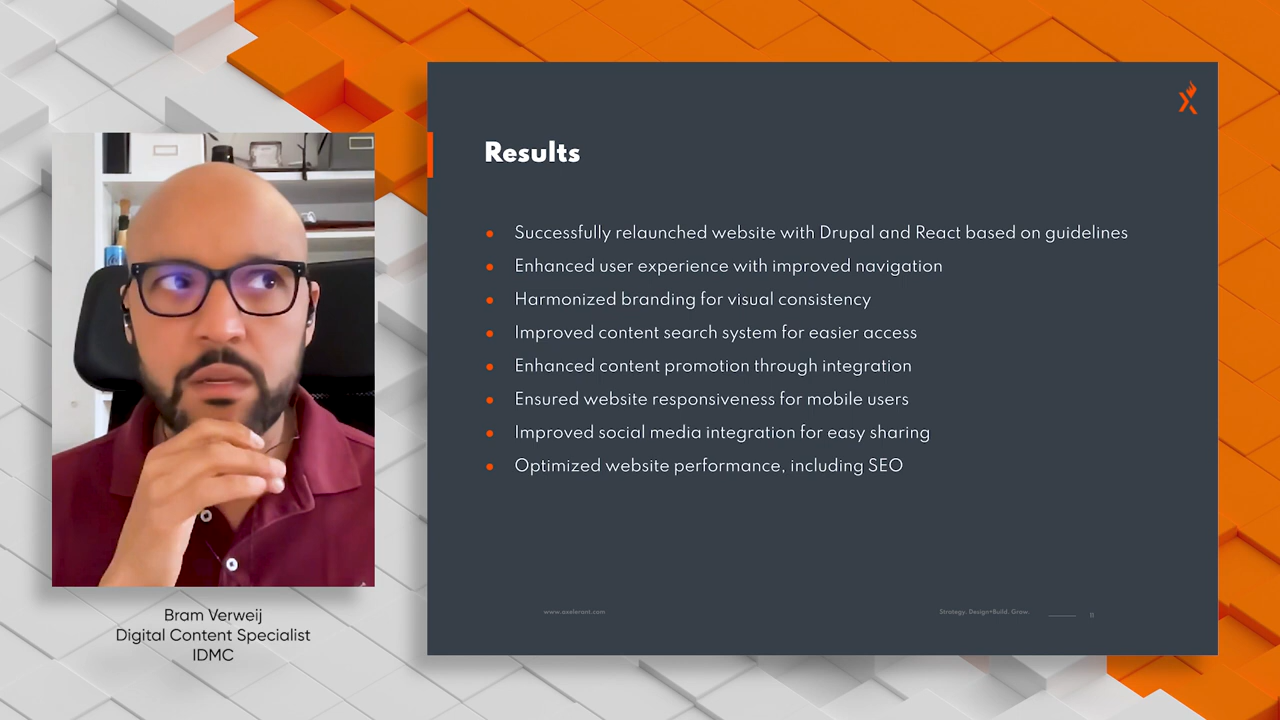 Results
Successfully relaunched website with Drupal and React based on guidelines
Enhanced user experience with improved navigation
Harmonized branding for visual consistency
Improved content search system for easier access
Enhanced content promotion through integration
Ensured website responsiveness for mobile users
Improved social media integration for easy sharing
Optimized website performance, including SEO
www.axelerant.com
Strategy. Design+Build. Grow.
11
Bram Verweij
Digital Content Specialist
IDMC